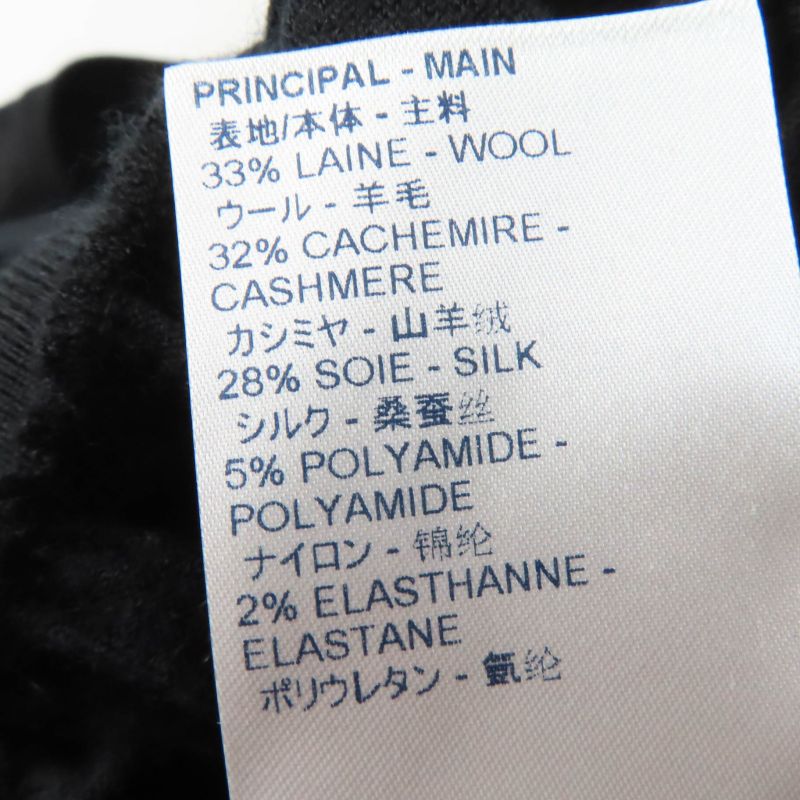 PRINCIPAL - MAIN
表地/本体 - 主料
33% LAINE - WOOL
ウール - 羊毛
32% CACHEMIRE -
CASHMERE
カシミヤ - 山羊绒
28% SOIE - SILK
シルク - 桑蚕丝
5% POLYAMIDE -
POLYAMIDE
ナイロン - 锦纶
2% ELASTHANNE -
ELASTANE
ポリウレタン - 氨纶